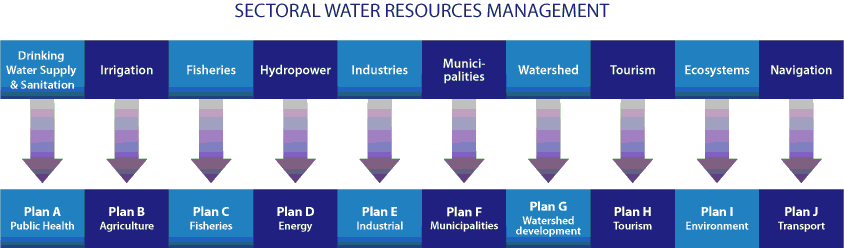 SECTORAL WATER RESOURCES MANAGEMENT
Drinking
Water Supply
& Sanitation
Irrigation
Fisheries
Hydropower
Industries
Munici-
palities
Watershed
Tourism
Ecosystems
Navigation
Plan A
Public Health
Plan B
Agriculture
Plan C
Fisheries
Plan D
Energy
Plan E
Industrial
Plan F
Municipalities
Plan G
Watershed
development
Plan H
Tourism
Plan I
Environment
Plan J
Transport